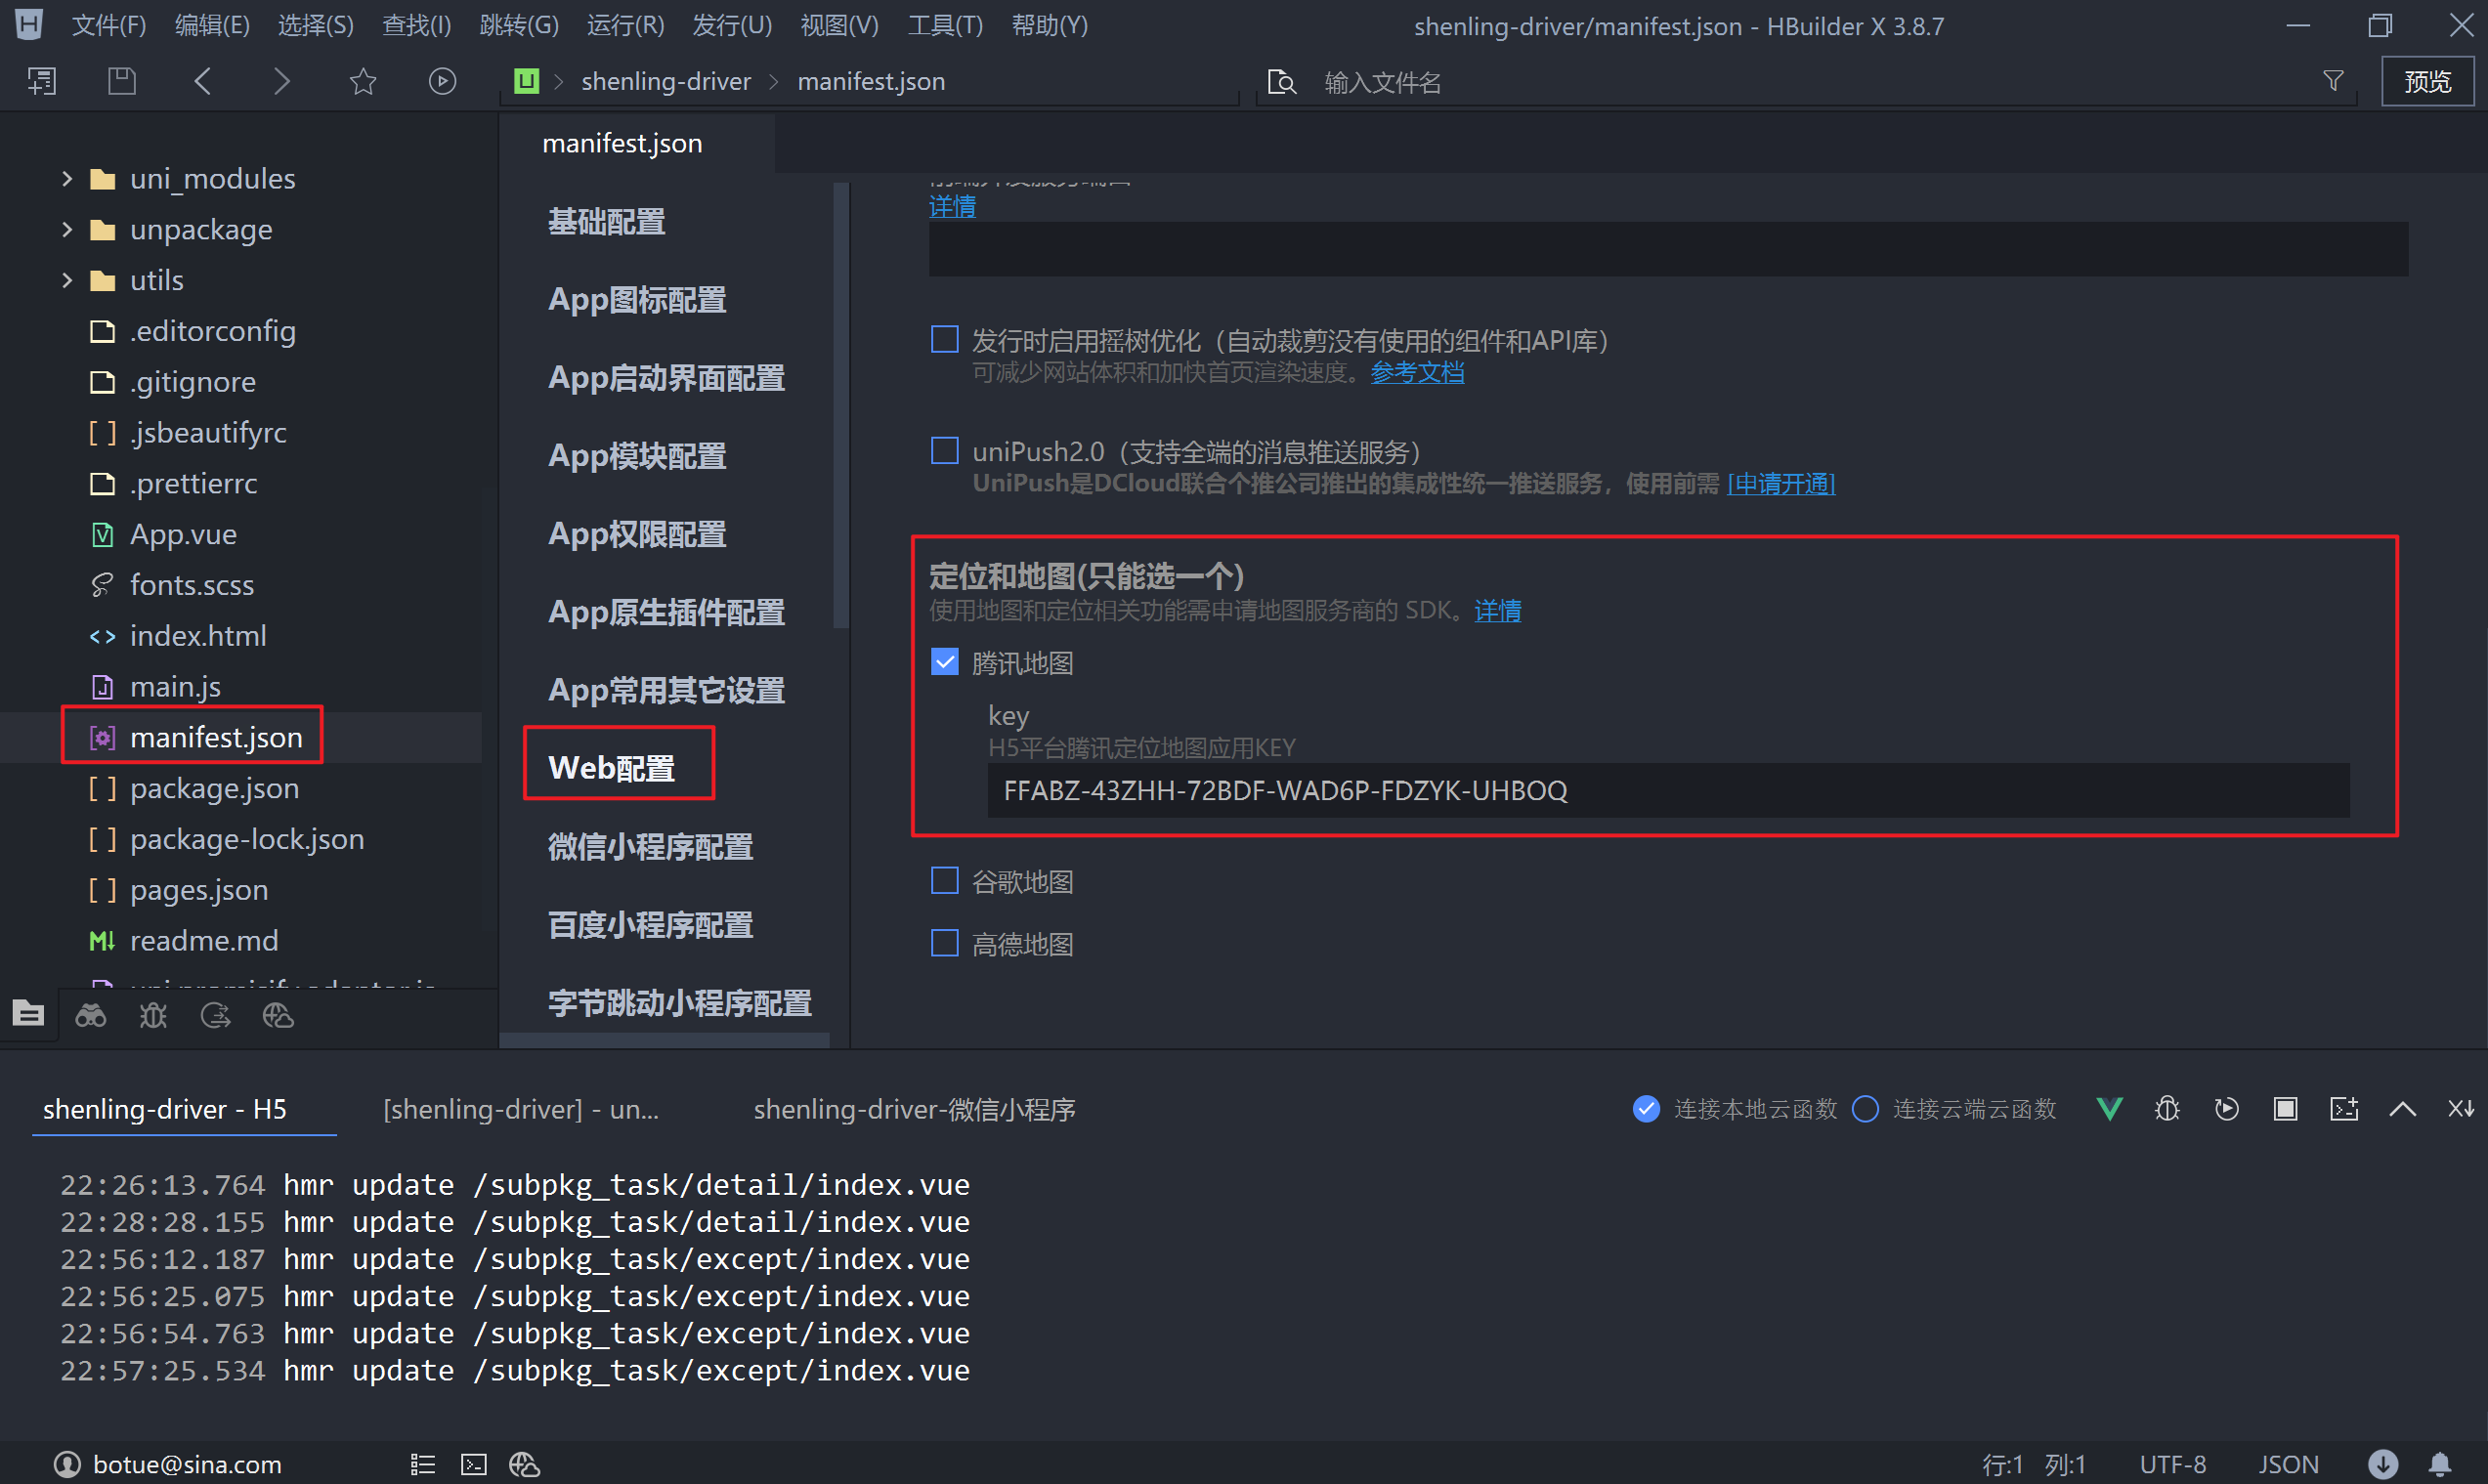 文件(F) 编辑(E) 选择(S) 查找(I) 跳转(G) 运行(R) 发行(U) 视图(V) 工具(T) 帮助(Y)
shenling-driver/manifest.json - HBuilder X 3.8.7
shenling-driver
manifest.json
输入文件名
预览
uni_modules
unpackage
utils
.editorconfig
.gitignore
.jsbeautifyrc
.prettierrc
App.vue
fonts.scss
index.html
main.js
manifest.json
package.json
package-lock.json
pages.json
readme.md
manifest.json
基础配置
App图标配置
App启动界面配置
App模块配置
App权限配置
App原生插件配置
App常用其它设置
Web配置
微信小程序配置
百度小程序配置
字节跳动小程序配置
详情
发行时启用摇树优化（自动裁剪没有使用的组件和API库）
可减少网站体积和加快首页渲染速度。参考文档
uniPush2.0（支持全端的消息推送服务）
UniPush是DCloud联合个推公司推出的集成性统一推送服务，使用前需 [申请开通]
定位和地图(只能选一个)
使用地图和定位相关功能需申请地图服务商的 SDK。详情
腾讯地图
key
H5平台腾讯定位地图应用KEY
FFABZ-43ZHH-72BDF-WAD6P-FDZYK-UHBOQ
谷歌地图
高德地图
shenling-driver - H5
[shenling-driver] - un...
shenling-driver-微信小程序
连接本地云函数
连接云端云函数
22:26:13.764 hmr update /subpkg_task/detail/index.vue
22:28:28.155 hmr update /subpkg_task/detail/index.vue
22:56:12.187 hmr update /subpkg_task/except/index.vue
22:56:25.075 hmr update /subpkg_task/except/index.vue
22:56:54.763 hmr update /subpkg_task/except/index.vue
22:57:25.534 hmr update /subpkg_task/except/index.vue
botue@sina.com
行:1 列:1
UTF-8
JSON